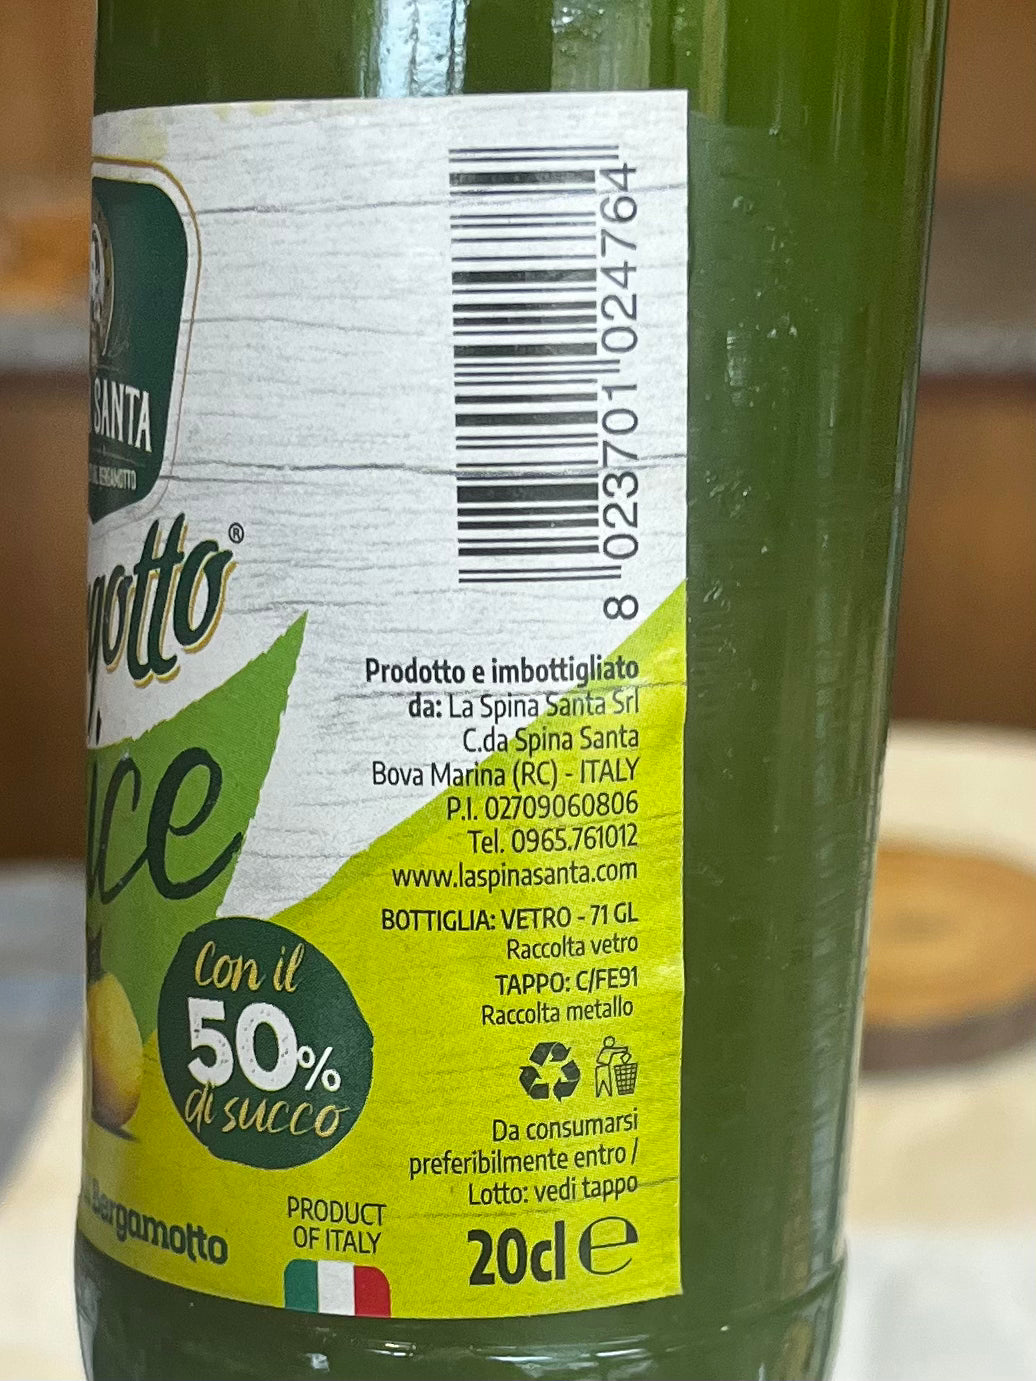 SANTA
BERGAMOTTO
gotto®
ce
Con il
50%
di succo
Bergamotto
PRODUCT
OF ITALY
8 023701 024764
Prodotto e imbottigliato
da: La Spina Santa Srl
C.da Spina Santa
Bova Marina (RC) - ITALY
P.I. 02709060806
Tel. 0965.761012
www.laspinasanta.com
BOTTIGLIA: VETRO - 71 GL
Raccolta vetro
TAPPO: C/FE91
Raccolta metallo
Da consumarsi
preferibilmente entro /
Lotto: vedi tappo
20cl e